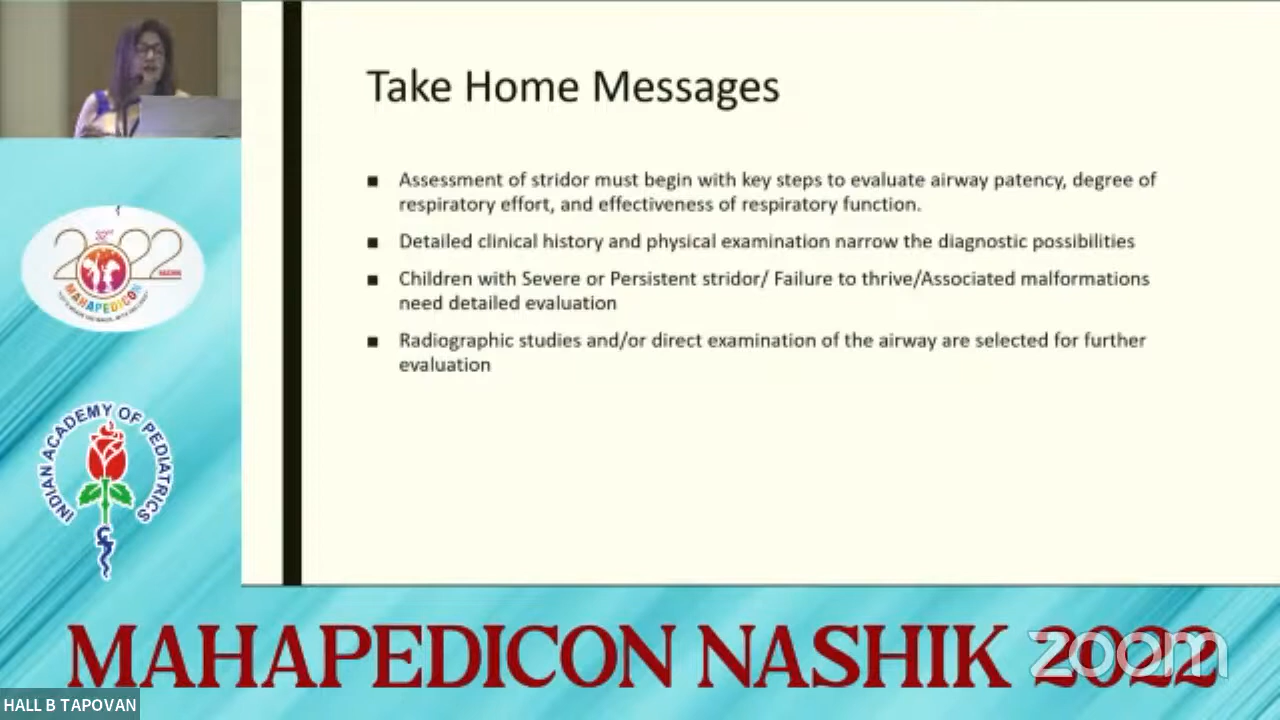 Take Home Messages
■ Assessment of stridor must begin with key steps to evaluate airway patency, degree of
respiratory effort, and effectiveness of respiratory function.
■ Detailed clinical history and physical examination narrow the diagnostic possibilities
■ Children with Severe or Persistent stridor/ Failure to thrive/Associated malformations
need detailed evaluation
■ Radiographic studies and/or direct examination of the airway are selected for further
evaluation
2022
MAHAPEDICON
INDIAN ACADEMY OF PEDIATRICS
MAHAPEDICON NASHIK 2022
zoom
HALL B TAPOVAN